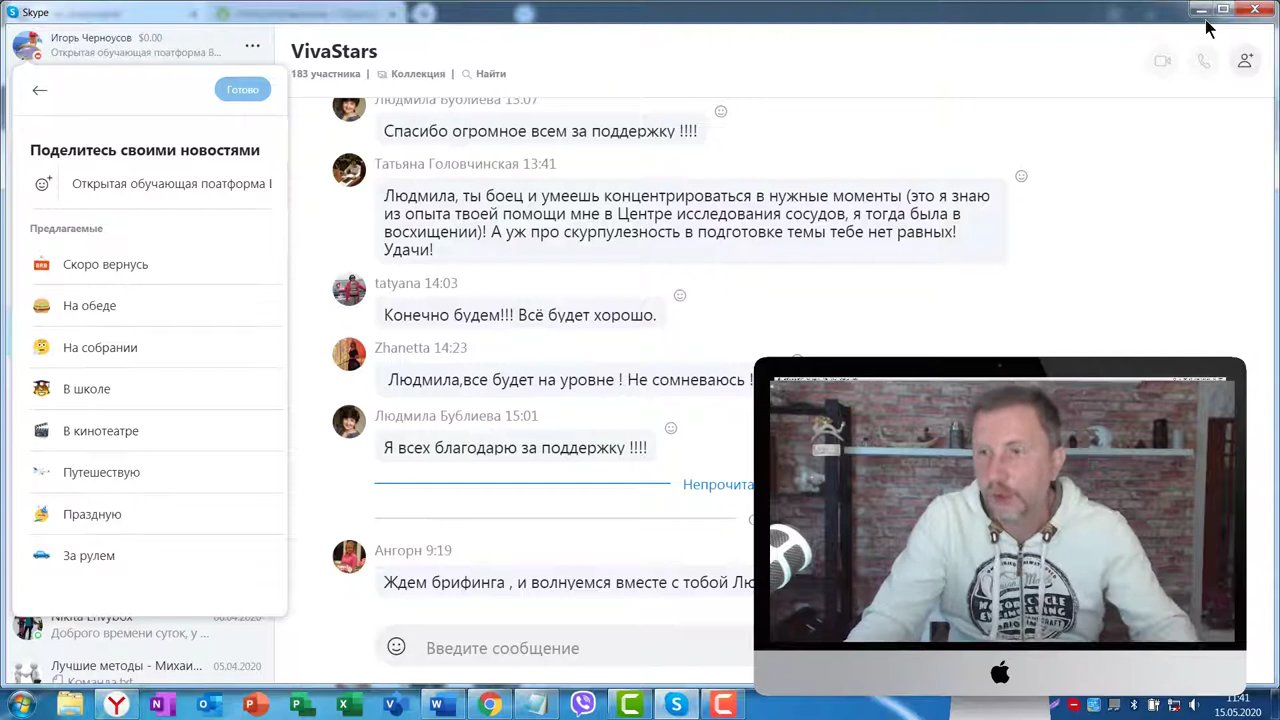 Skype
Игорь Черноусов $0.00
Открытая обучающая поатформа В...
Готово
Поделитесь своими новостями
Открытая обучающая поатформа
Предлагаемые
Скоро вернусь
На обеде
На собрании
В школе
В кинотеатре
Путешествую
Праздную
За рулем
Nikita Envybox 06.04.2020
Доброго времени суток, у ...
Лучшие методы - Михаи... 05.04.2020
VivaStars
183 участника | Коллекция | Найти
Людмила Бублиева 13:07
Спасибо огромное всем за поддержку !!!!
Татьяна Головчинская 13:41
Людмила, ты боец и умеешь концентрироваться в нужные моменты (это я знаю
из опыта твоей помощи мне в Центре исследования сосудов, я тогда была в
восхищении)! А уж про скурпулезность в подготовке темы тебе нет равных!
Удачи!
tatyana 14:03
Конечно будем!!! Всё будет хорошо.
Zhanetta 14:23
Людмила,все будет на уровне ! Не сомневаюсь !
Людмила Бублиева 15:01
Я всех благодарю за поддержку !!!!
Непрочита
Ангорн 9:19
Ждем брифинга , и волнуемся вместе с тобой Лю
Введите сообщение
MOTORCYCLE
ENGINEERING
11:41
15.05.2020